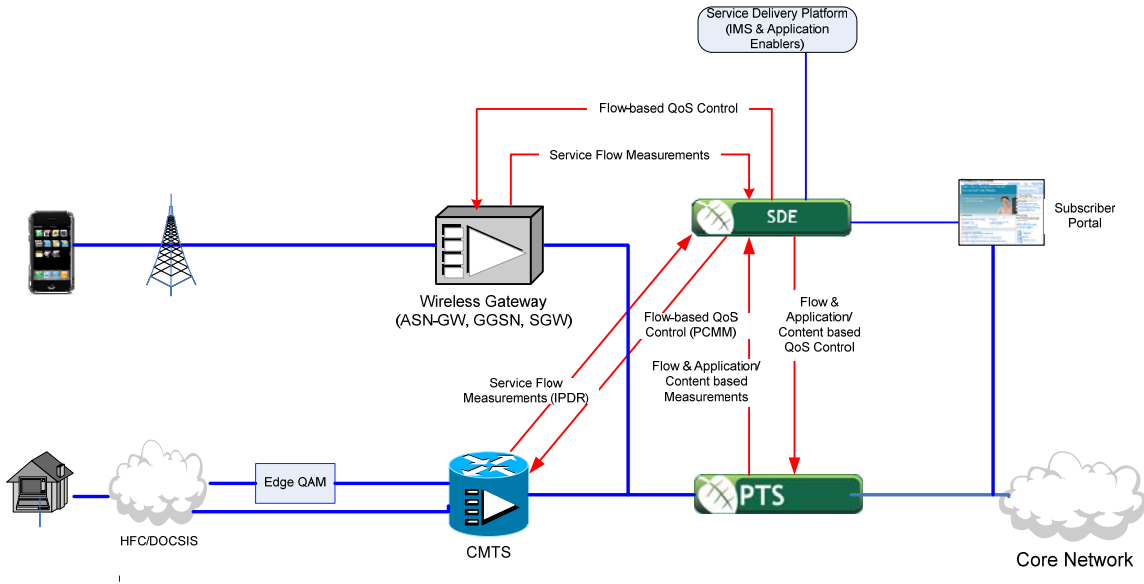 Service Delivery Platform
(IMS & Application
Enablers)
Flow-based QoS Control
Service Flow Measurements
SDE
Subscriber
Portal
Wireless Gateway
(ASN-GW, GGSN, SGW)
Flow-based QoS
Control (PCMM)
Flow &
Application/
Content based
QoS Control
Flow & Application/
Content based
Measurements
Service Flow
Measurements (IPDR)
Edge QAM
PTS
HFC/DOCSIS
CMTS
Core Network